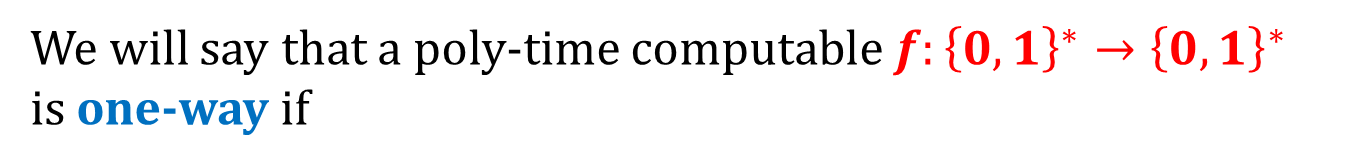 We will say that a poly-time computable f: {0, 1}* → {0, 1}*
is one-way if